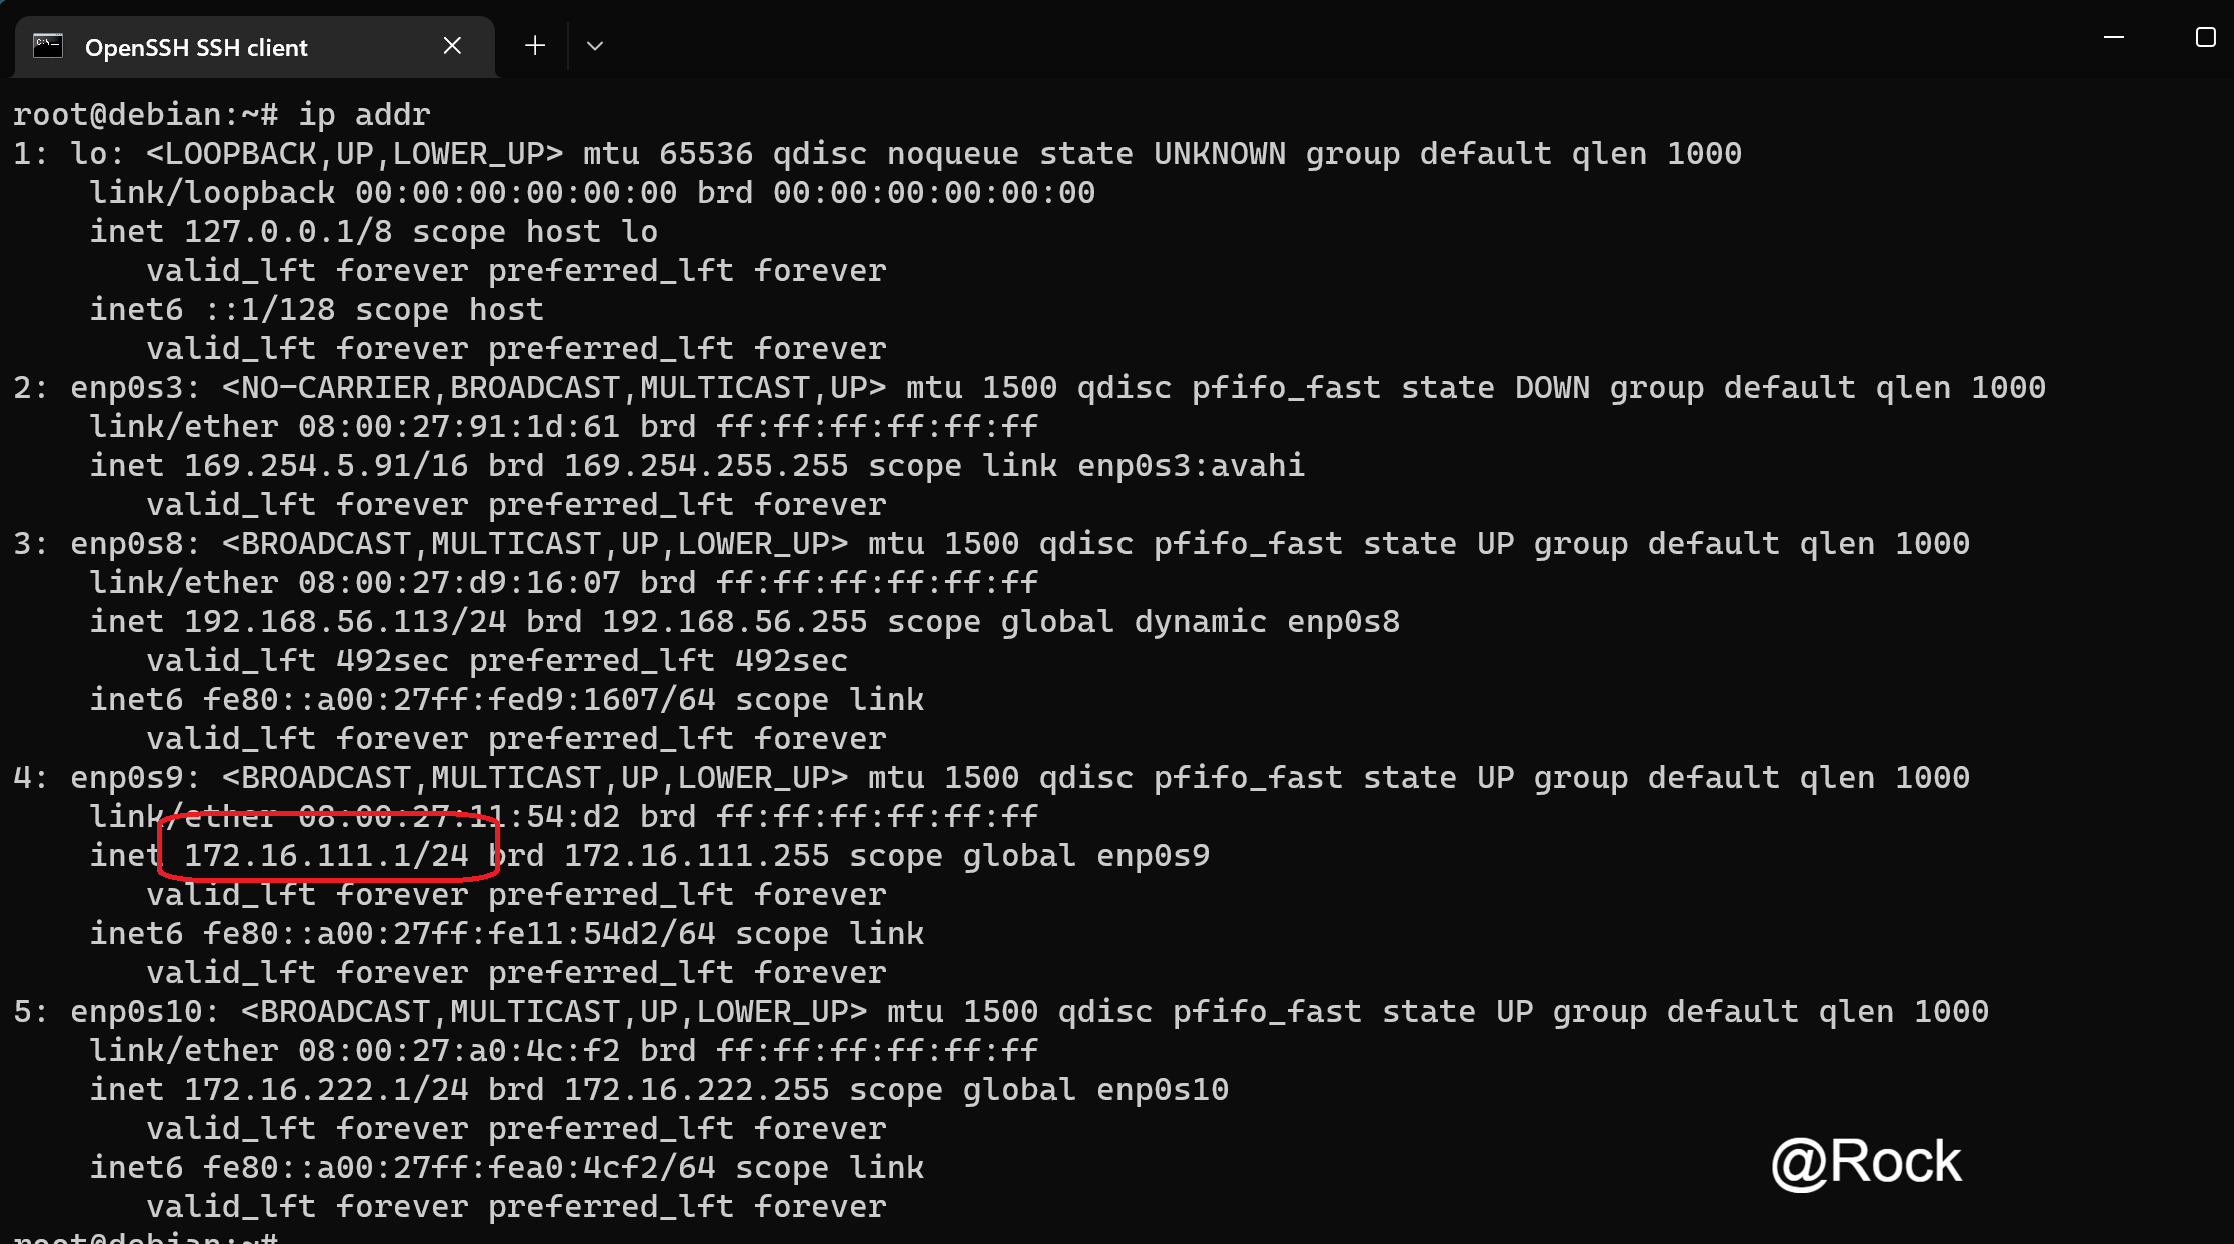 OpenSSH SSH client
root@debian:~# ip addr
1: lo: <LOOPBACK,UP,LOWER_UP> mtu 65536 qdisc noqueue state UNKNOWN group default qlen 1000
    link/loopback 00:00:00:00:00:00 brd 00:00:00:00:00:00
    inet 127.0.0.1/8 scope host lo
       valid_lft forever preferred_lft forever
    inet6 ::1/128 scope host
       valid_lft forever preferred_lft forever
2: enp0s3: <NO-CARRIER,BROADCAST,MULTICAST,UP> mtu 1500 qdisc pfifo_fast state DOWN group default qlen 1000
    link/ether 08:00:27:91:1d:61 brd ff:ff:ff:ff:ff:ff
    inet 169.254.5.91/16 brd 169.254.255.255 scope link enp0s3:avahi
       valid_lft forever preferred_lft forever
3: enp0s8: <BROADCAST,MULTICAST,UP,LOWER_UP> mtu 1500 qdisc pfifo_fast state UP group default qlen 1000
    link/ether 08:00:27:d9:16:07 brd ff:ff:ff:ff:ff:ff
    inet 192.168.56.113/24 brd 192.168.56.255 scope global dynamic enp0s8
       valid_lft 492sec preferred_lft 492sec
    inet6 fe80::a00:27ff:fed9:1607/64 scope link
       valid_lft forever preferred_lft forever
4: enp0s9: <BROADCAST,MULTICAST,UP,LOWER_UP> mtu 1500 qdisc pfifo_fast state UP group default qlen 1000
    link/ether 08:00:27:11:54:d2 brd ff:ff:ff:ff:ff:ff
    inet 172.16.111.1/24 brd 172.16.111.255 scope global enp0s9
       valid_lft forever preferred_lft forever
    inet6 fe80::a00:27ff:fe11:54d2/64 scope link
       valid_lft forever preferred_lft forever
5: enp0s10: <BROADCAST,MULTICAST,UP,LOWER_UP> mtu 1500 qdisc pfifo_fast state UP group default qlen 1000
    link/ether 08:00:27:a0:4c:f2 brd ff:ff:ff:ff:ff:ff
    inet 172.16.222.1/24 brd 172.16.222.255 scope global enp0s10
       valid_lft forever preferred_lft forever
    inet6 fe80::a00:27ff:fea0:4cf2/64 scope link
       valid_lft forever preferred_lft forever
root@debian:~#
@Rock